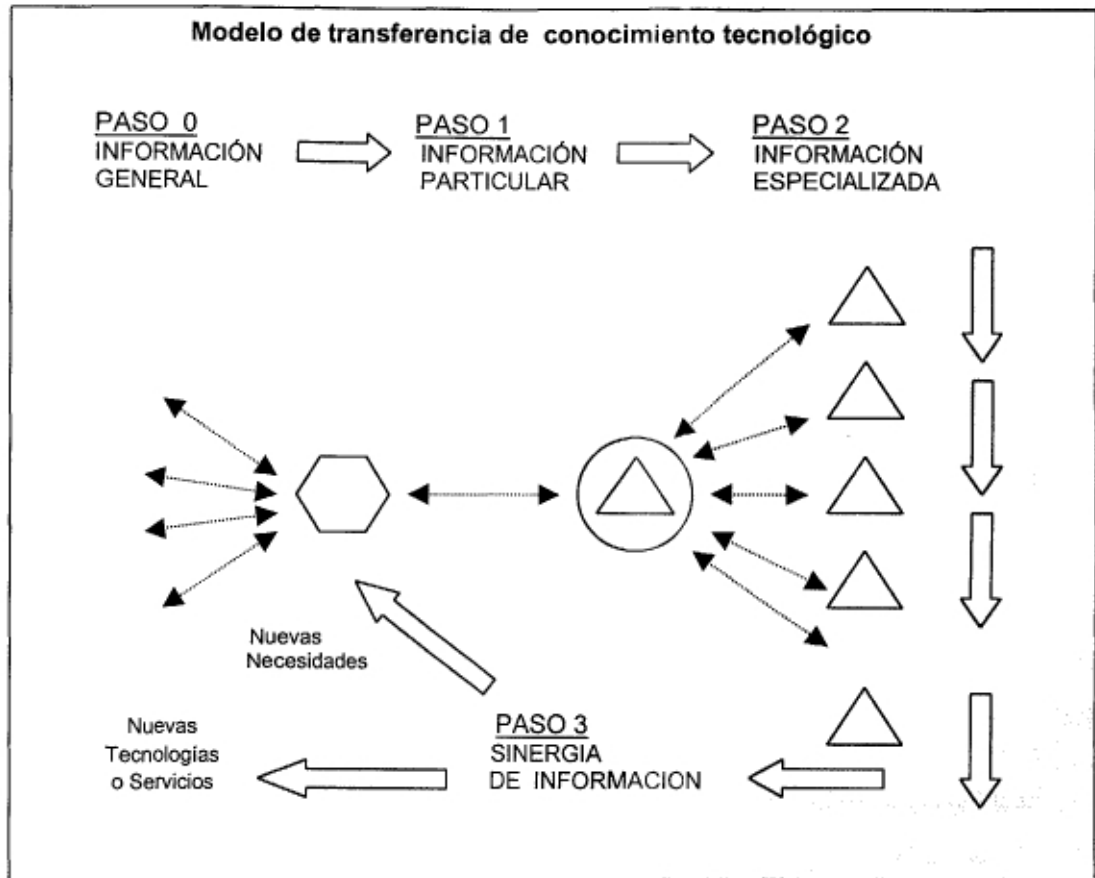 Modelo de transferencia de conocimiento tecnológico
PASO 0
INFORMACIÓN
GENERAL
PASO 1
INFORMACIÓN
PARTICULAR
PASO 2
INFORMACIÓN
ESPECIALIZADA
Nuevas
Necesidades
Nuevas
Tecnologías
o Servicios
PASO 3
SINERGIA
DE INFORMACION